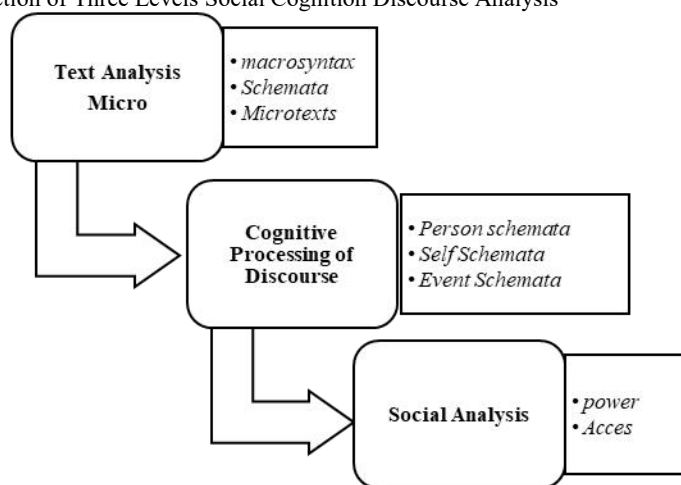 ction of Three Levels Social Cognition Discourse Analysis
Text Analysis
Micro
• macrosyntax
• Schemata
• Microtexts
Cognitive
Processing of
Discourse
• Person schemata
• Self Schemata
• Event Schemata
Social Analysis
• power
• Acces